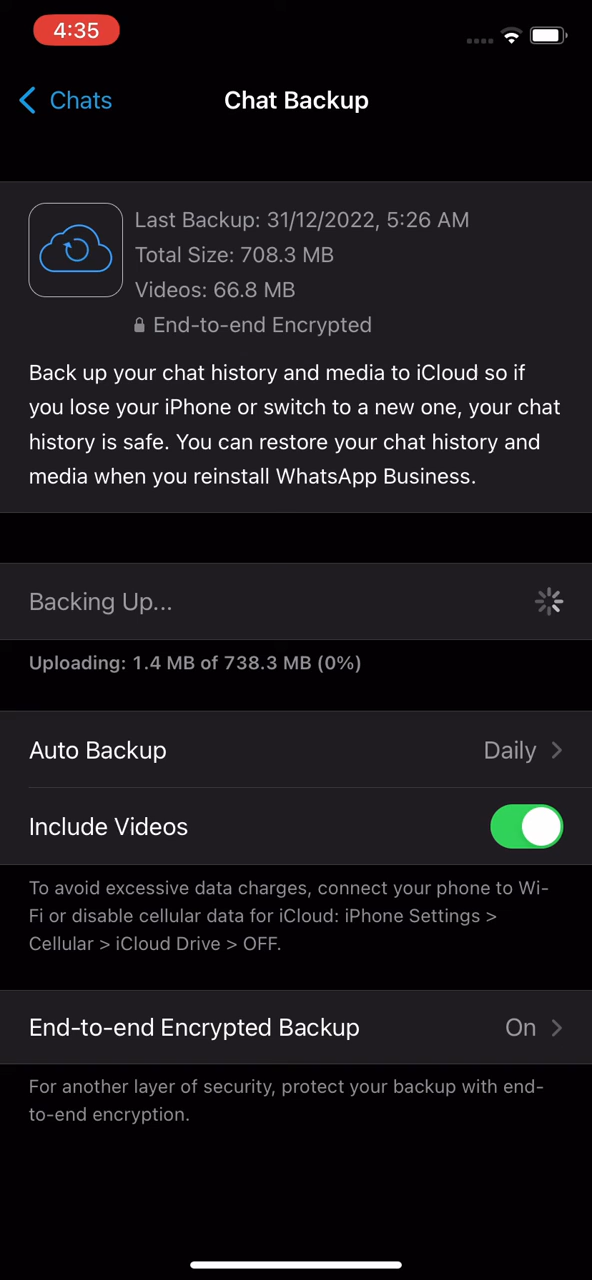 4:35
Chats
Chat Backup
Last Backup: 31/12/2022, 5:26 AM
Total Size: 708.3 MB
Videos: 66.8 MB
End-to-end Encrypted
Back up your chat history and media to iCloud so if
you lose your iPhone or switch to a new one, your chat
history is safe. You can restore your chat history and
media when you reinstall WhatsApp Business.
Backing Up...
Uploading: 1.4 MB of 738.3 MB (0%)
Auto Backup Daily
Include Videos
To avoid excessive data charges, connect your phone to Wi-
Fi or disable cellular data for iCloud: iPhone Settings >
Cellular > iCloud Drive > OFF.
End-to-end Encrypted Backup On
For another layer of security, protect your backup with end-
to-end encryption.